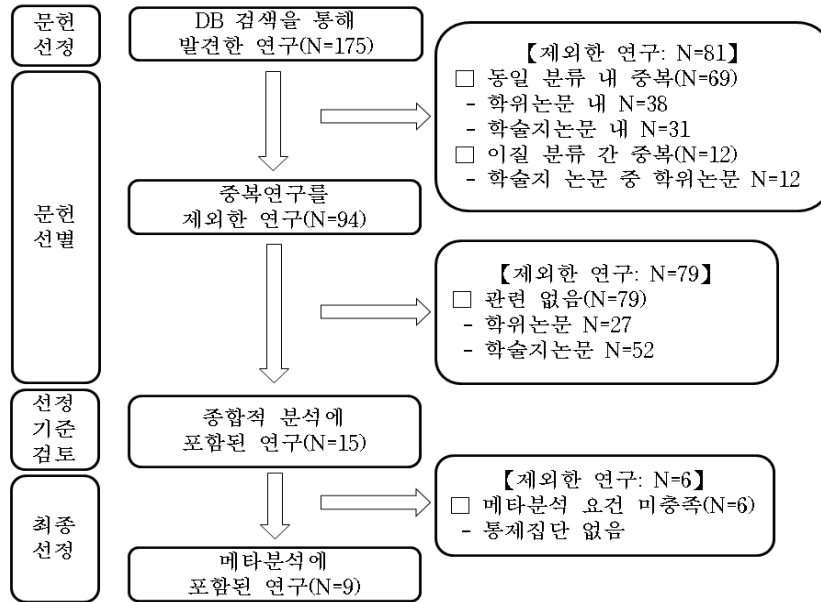 문헌
선정
DB 검색을 통해
발견한 연구(N=175)
【제외한 연구: N=81】
□ 동일 분류 내 중복(N=69)
- 학위논문 내 N=38
- 학술지논문 내 N=31
□ 이질 분류 간 중복(N=12)
- 학술지 논문 중 학위논문 N=12
문헌
선별
중복연구를
제외한 연구(N=94)
【제외한 연구: N=79】
□ 관련 없음(N=79)
- 학위논문 N=27
- 학술지논문 N=52
선정
기준
검토
종합적 분석에
포함된 연구(N=15)
【제외한 연구: N=6】
□ 메타분석 요건 미충족(N=6)
- 통제집단 없음
최종
선정
메타분석에
포함된 연구(N=9)